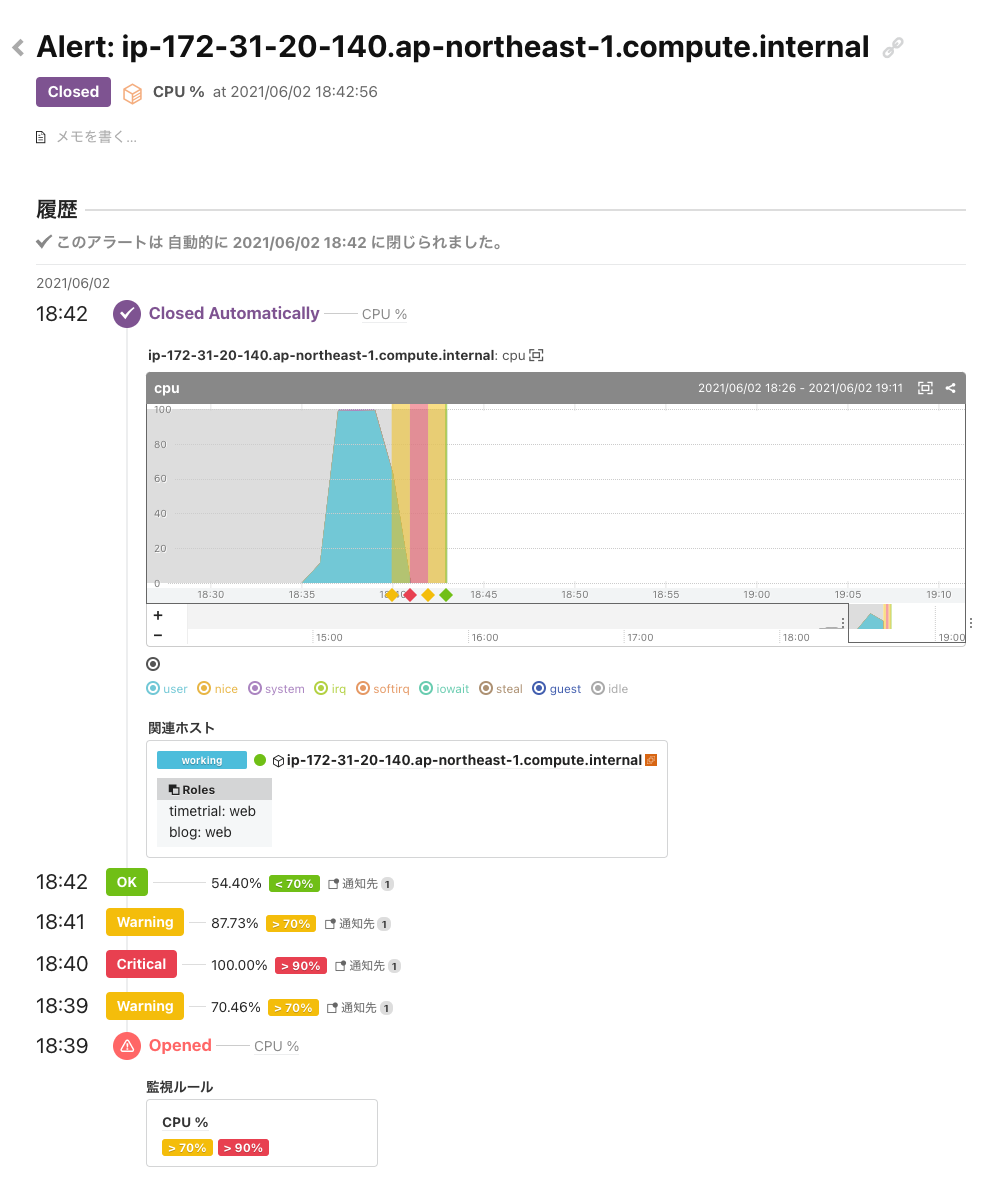 Alert: ip-172-31-20-140.ap-northeast-1.compute.internal
Closed CPU % at 2021/06/02 18:42:56
メモを書く...
履歴
このアラートは 自動的に 2021/06/02 18:42 に閉じられました。
2021/06/02
18:42 Closed Automatically CPU %
ip-172-31-20-140.ap-northeast-1.compute.internal: cpu
cpu 2021/06/02 18:26 - 2021/06/02 19:11
100
80
60
40
20
0
18:30 18:35 18:40 18:45 18:50 18:55 19:00 19:05 19:10
+
−
15:00 16:00 17:00 18:00 19:00
user nice system irq softirq iowait steal guest idle
関連ホスト
working ip-172-31-20-140.ap-northeast-1.compute.internal
Roles
timetrial: web
blog: web
18:42 OK 54.40% < 70% 通知先 1
18:41 Warning 87.73% > 70% 通知先 1
18:40 Critical 100.00% > 90% 通知先 1
18:39 Warning 70.46% > 70% 通知先 1
18:39 Opened CPU %
監視ルール
CPU %
> 70% > 90%